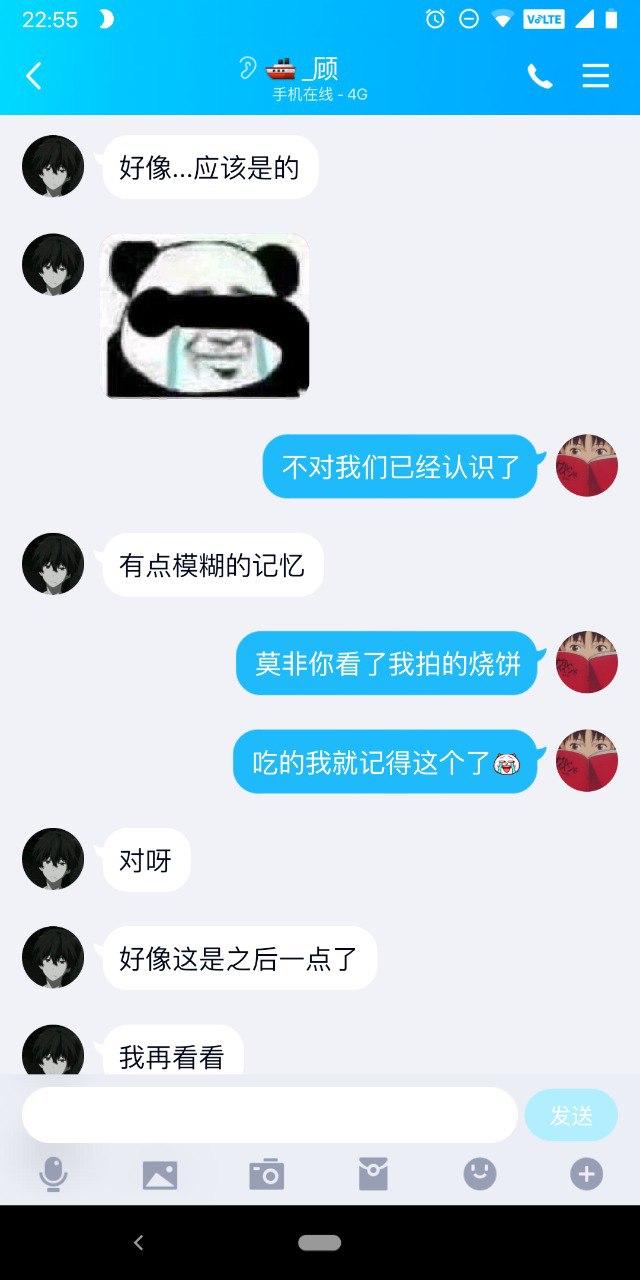 22:55
VoLTE
_顾
手机在线 - 4G
好像...应该是的
不对我们已经认识了
有点模糊的记忆
莫非你看了我拍的烧饼
吃的我就记得这个了
对呀
好像这是之后一点了
我再看看
发送